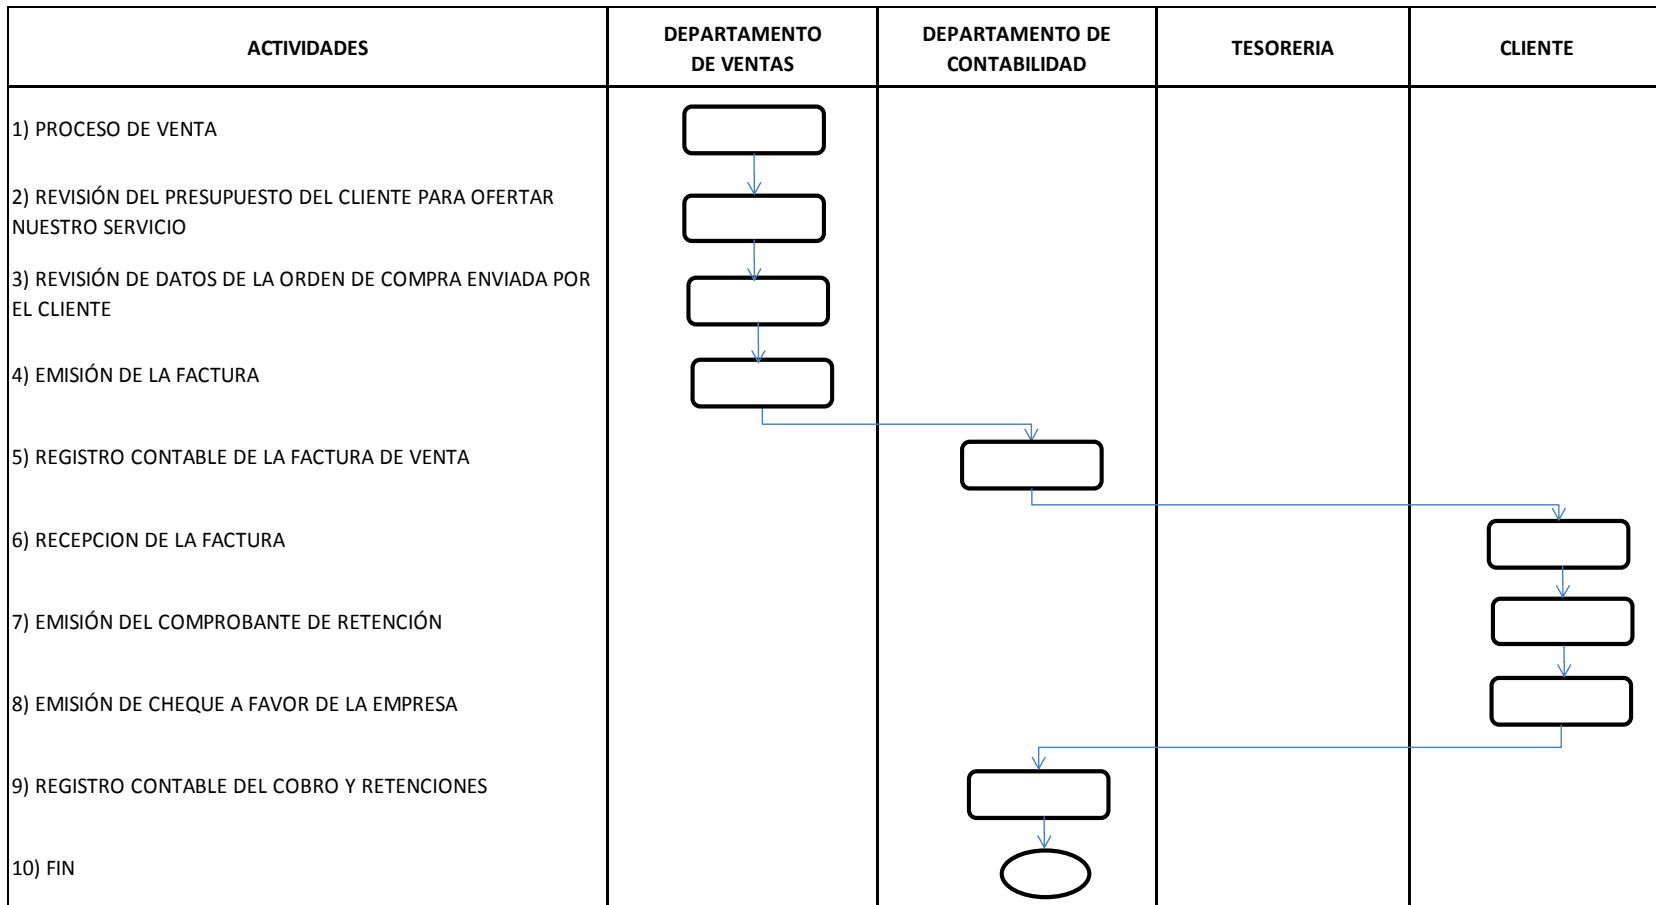 ACTIVIDADES
DEPARTAMENTO
DE VENTAS
DEPARTAMENTO DE
CONTABILIDAD
TESORERIA
CLIENTE
1) PROCESO DE VENTA
2) REVISIÓN DEL PRESUPUESTO DEL CLIENTE PARA OFERTAR
NUESTRO SERVICIO
3) REVISIÓN DE DATOS DE LA ORDEN DE COMPRA ENVIADA POR
EL CLIENTE
4) EMISIÓN DE LA FACTURA
5) REGISTRO CONTABLE DE LA FACTURA DE VENTA
6) RECEPCION DE LA FACTURA
7) EMISIÓN DEL COMPROBANTE DE RETENCIÓN
8) EMISIÓN DE CHEQUE A FAVOR DE LA EMPRESA
9) REGISTRO CONTABLE DEL COBRO Y RETENCIONES
10) FIN